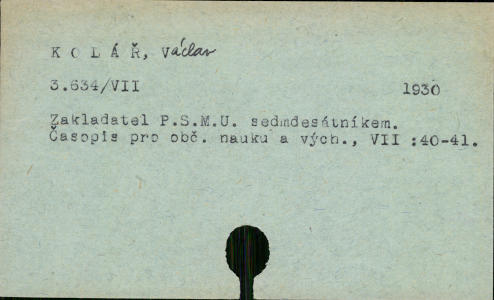 K O L Á Ř, Václav
3.634/VII 1930
Zakladatel P.S.M.U. sedmdesátníkem.
Časopis pro obč. nauku a vých., VII :40-41.